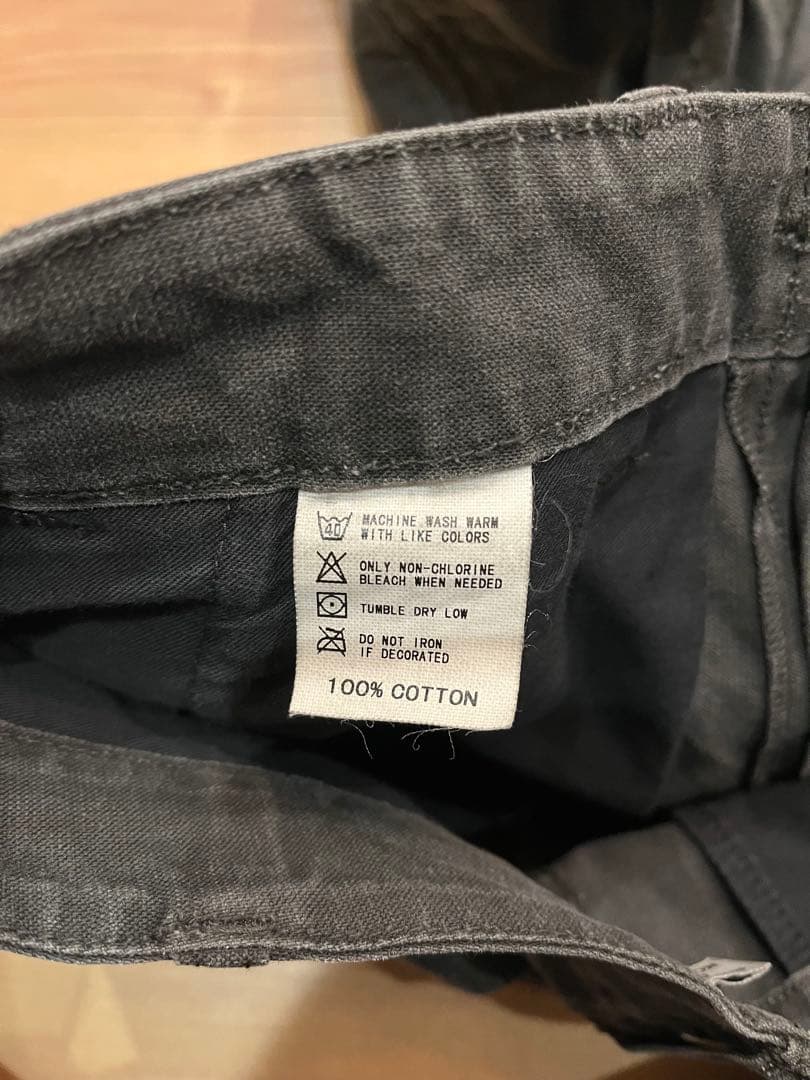 40
MACHINE WASH WARM
WITH LIKE COLORS
ONLY NON-CHLORINE
BLEACH WHEN NEEDED
TUMBLE DRY LOW
DO NOT IRON
IF DECORATED
100% COTTON